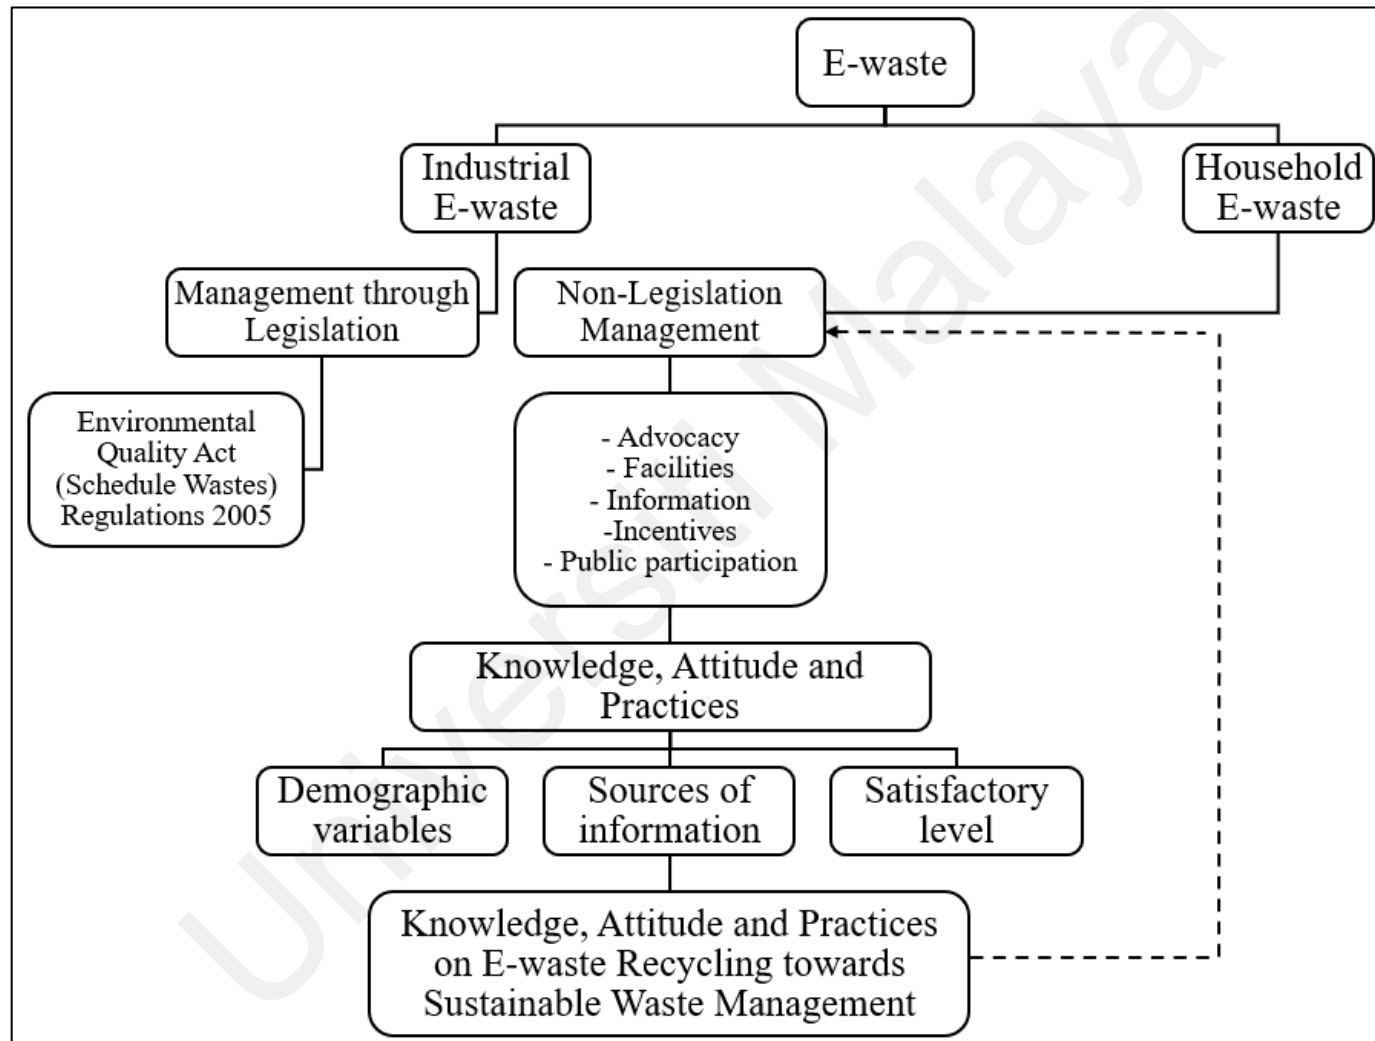 E-waste
Industrial
E-waste
Household
E-waste
Management through
Legislation
Non-Legislation
Management
Environmental
Quality Act
(Schedule Wastes)
Regulations 2005
- Advocacy
- Facilities
- Information
-Incentives
- Public participation
Knowledge, Attitude and
Practices
Demographic
variables
Sources of
information
Satisfactory
level
Knowledge, Attitude and Practices
on E-waste Recycling towards
Sustainable Waste Management
Universiti Malaya